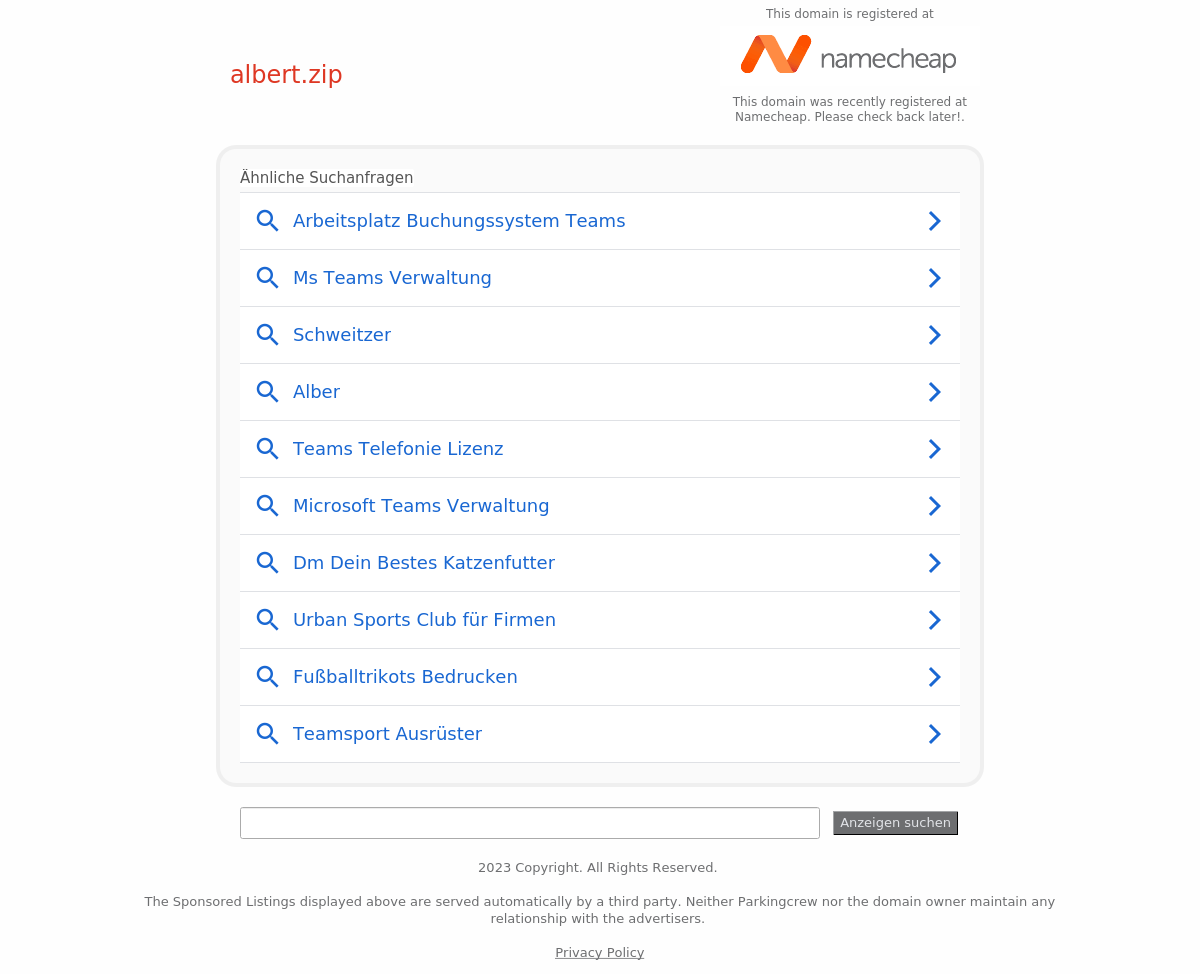 This domain is registered at
namecheap
albert.zip
This domain was recently registered at
Namecheap. Please check back later!.
Ähnliche Suchanfragen
Arbeitsplatz Buchungssystem Teams
Ms Teams Verwaltung
Schweitzer
Alber
Teams Telefonie Lizenz
Microsoft Teams Verwaltung
Dm Dein Bestes Katzenfutter
Urban Sports Club für Firmen
Fußballtrikots Bedrucken
Teamsport Ausrüster
Anzeigen suchen
2023 Copyright. All Rights Reserved.
The Sponsored Listings displayed above are served automatically by a third party. Neither Parkingcrew nor the domain owner maintain any
relationship with the advertisers.
Privacy Policy